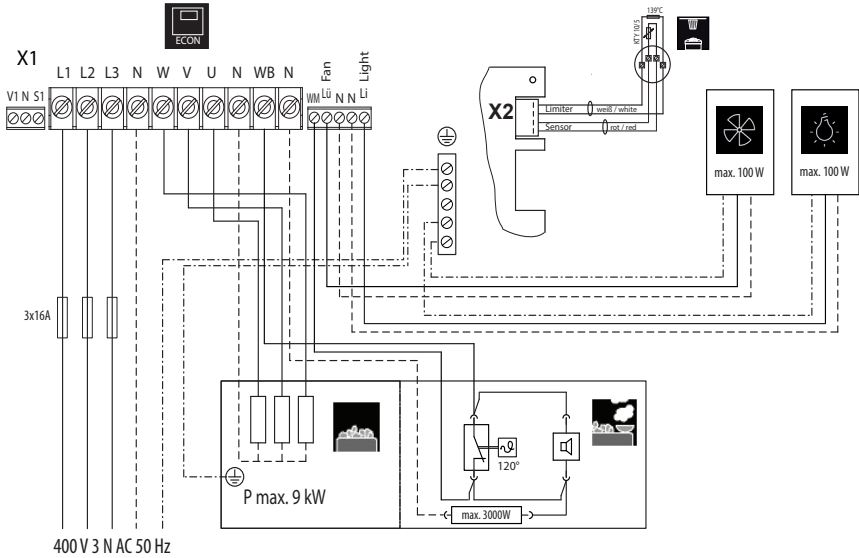 ECON
X1
L1 L2 L3 N W V U N WB N
V1 N S1
WM
Fan
Lü
N N
Light
Li
139°C
KTY 10/5
X2
Limiter
weiß / white
Sensor
rot / red
max. 100 W
max. 100 W
3x16A
120°
P max. 9 kW
max. 3000W
400 V 3 N AC 50 Hz